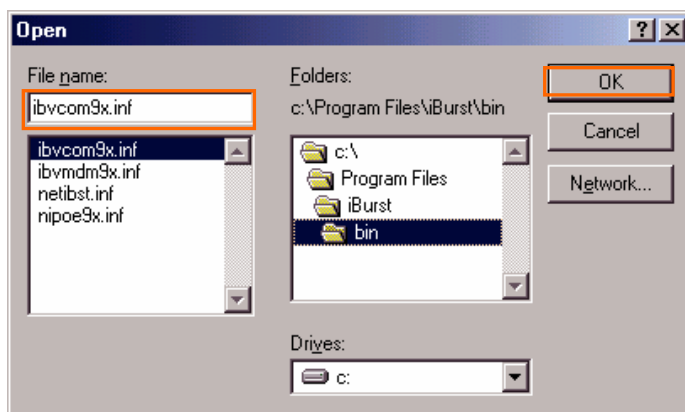 Open
File name:
ibvcom9x.inf
ibvcom9x.inf
ibvmdm9x.inf
netibst.inf
nipoe9x.inf
Folders:
c:\Program Files\iBurst\bin
c:\
Program Files
iBurst
bin
Drives:
c:
OK
Cancel
Network...